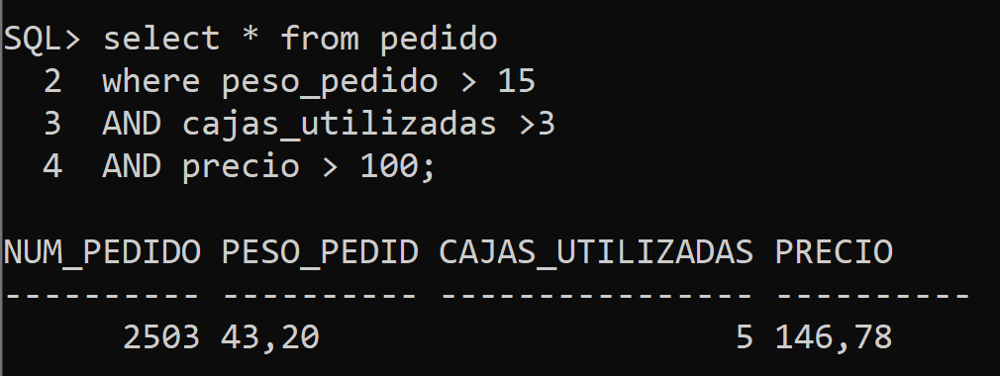 SQL> select * from pedido
  2  where peso_pedido > 15
  3  AND cajas_utilizadas >3
  4  AND precio > 100;

NUM_PEDIDO PESO_PEDID CAJAS_UTILIZADAS PRECIO
---------- ---------- ---------------- ----------
      2503 43,20                     5 146,78